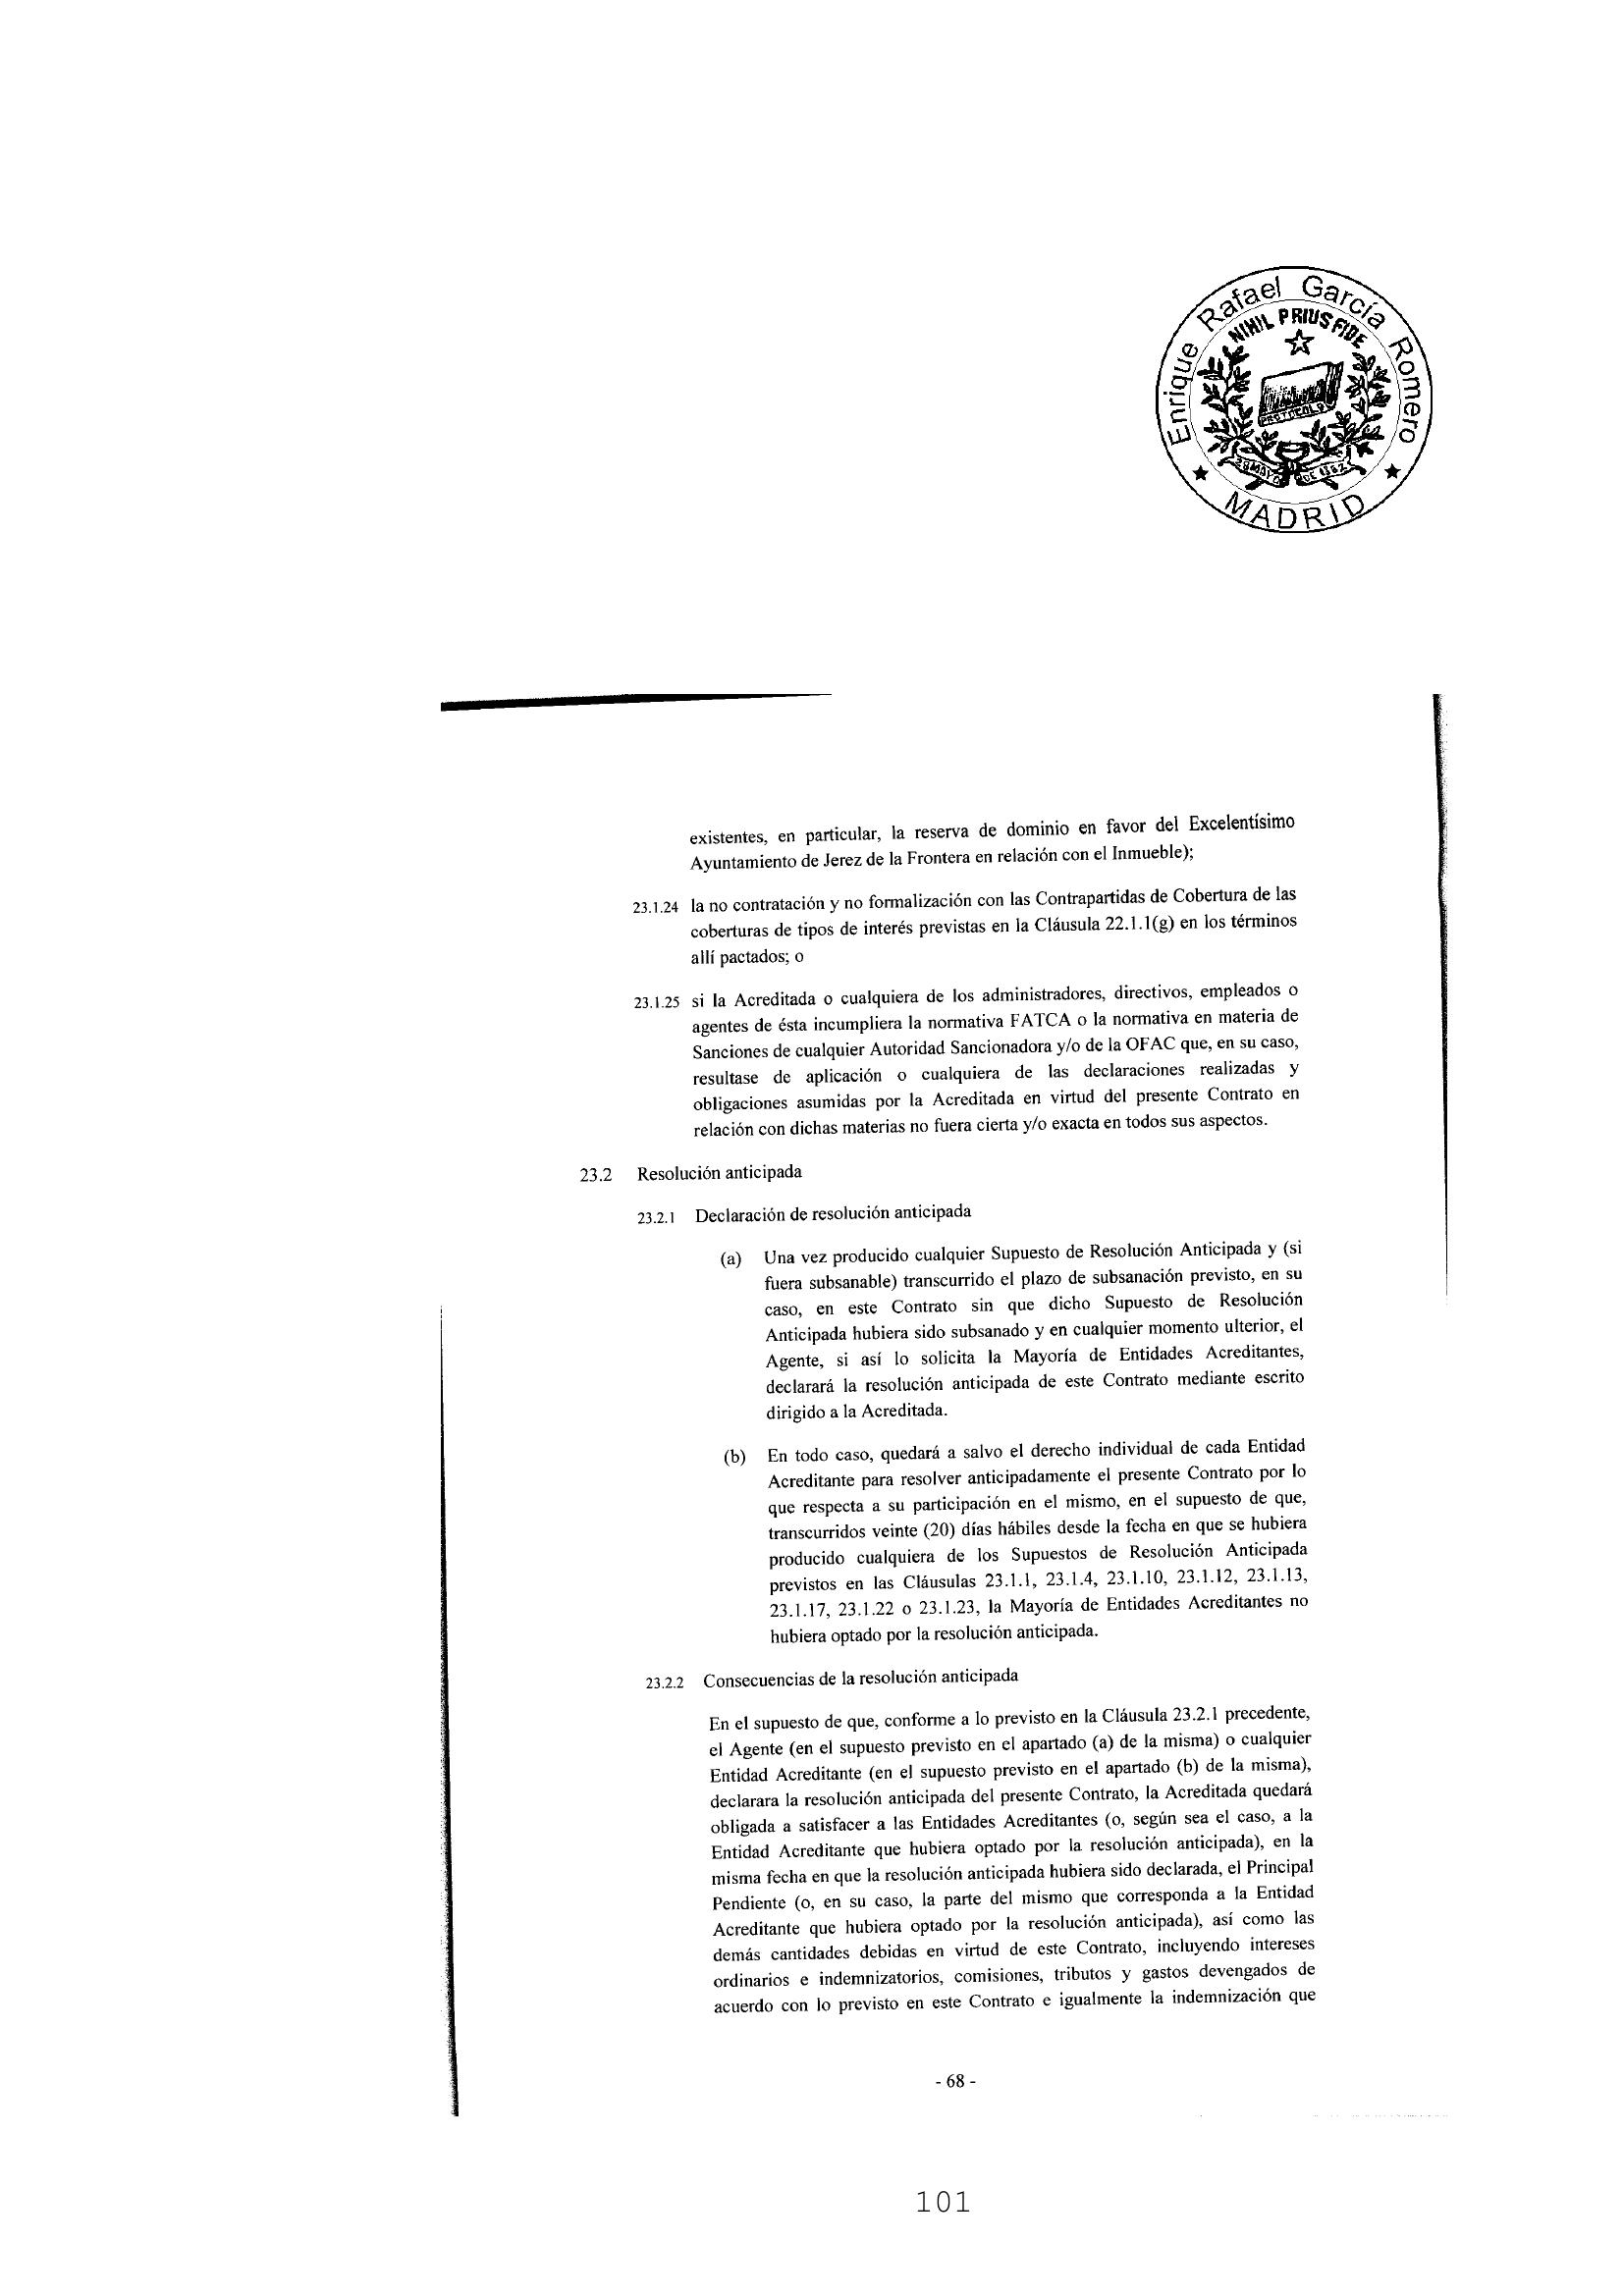 Enrique Rafael García Romero
NIHIL PRIUS FIDE
PROTOCOLO
28 MAYO DE 1862
★ MADRID ★
existentes, en particular, la reserva de dominio en favor del Excelentísimo
Ayuntamiento de Jerez de la Frontera en relación con el Inmueble);
23.1.24 la no contratación y no formalización con las Contrapartidas de Cobertura de las
coberturas de tipos de interés previstas en la Cláusula 22.1.1(g) en los términos
allí pactados; o
23.1.25 si la Acreditada o cualquiera de los administradores, directivos, empleados o
agentes de ésta incumpliera la normativa FATCA o la normativa en materia de
Sanciones de cualquier Autoridad Sancionadora y/o de la OFAC que, en su caso,
resultase de aplicación o cualquiera de las declaraciones realizadas y
obligaciones asumidas por la Acreditada en virtud del presente Contrato en
relación con dichas materias no fuera cierta y/o exacta en todos sus aspectos.
23.2 Resolución anticipada
23.2.1 Declaración de resolución anticipada
(a) Una vez producido cualquier Supuesto de Resolución Anticipada y (si
fuera subsanable) transcurrido el plazo de subsanación previsto, en su
caso, en este Contrato sin que dicho Supuesto de Resolución
Anticipada hubiera sido subsanado y en cualquier momento ulterior, el
Agente, si así lo solicita la Mayoría de Entidades Acreditantes,
declarará la resolución anticipada de este Contrato mediante escrito
dirigido a la Acreditada.
(b) En todo caso, quedará a salvo el derecho individual de cada Entidad
Acreditante para resolver anticipadamente el presente Contrato por lo
que respecta a su participación en el mismo, en el supuesto de que,
transcurridos veinte (20) días hábiles desde la fecha en que se hubiera
producido cualquiera de los Supuestos de Resolución Anticipada
previstos en las Cláusulas 23.1.1, 23.1.4, 23.1.10, 23.1.12, 23.1.13,
23.1.17, 23.1.22 o 23.1.23, la Mayoría de Entidades Acreditantes no
hubiera optado por la resolución anticipada.
23.2.2 Consecuencias de la resolución anticipada
En el supuesto de que, conforme a lo previsto en la Cláusula 23.2.1 precedente,
el Agente (en el supuesto previsto en el apartado (a) de la misma) o cualquier
Entidad Acreditante (en el supuesto previsto en el apartado (b) de la misma),
declarara la resolución anticipada del presente Contrato, la Acreditada quedará
obligada a satisfacer a las Entidades Acreditantes (o, según sea el caso, a la
Entidad Acreditante que hubiera optado por la resolución anticipada), en la
misma fecha en que la resolución anticipada hubiera sido declarada, el Principal
Pendiente (o, en su caso, la parte del mismo que corresponda a la Entidad
Acreditante que hubiera optado por la resolución anticipada), así como las
demás cantidades debidas en virtud de este Contrato, incluyendo intereses
ordinarios e indemnizatorios, comisiones, tributos y gastos devengados de
acuerdo con lo previsto en este Contrato e igualmente la indemnización que
- 68 -
101